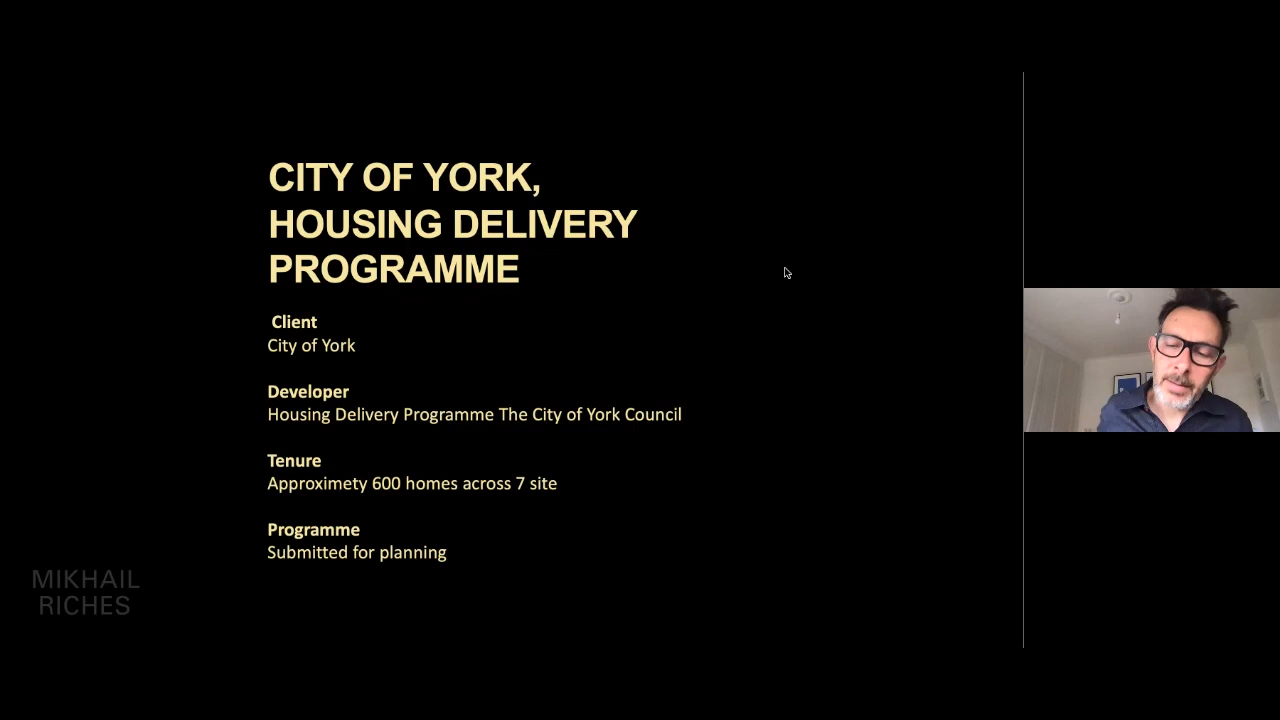 CITY OF YORK,
HOUSING DELIVERY
PROGRAMME
Client
City of York
Developer
Housing Delivery Programme The City of York Council
Tenure
Approximety 600 homes across 7 site
Programme
Submitted for planning
MIKHAIL
RICHES